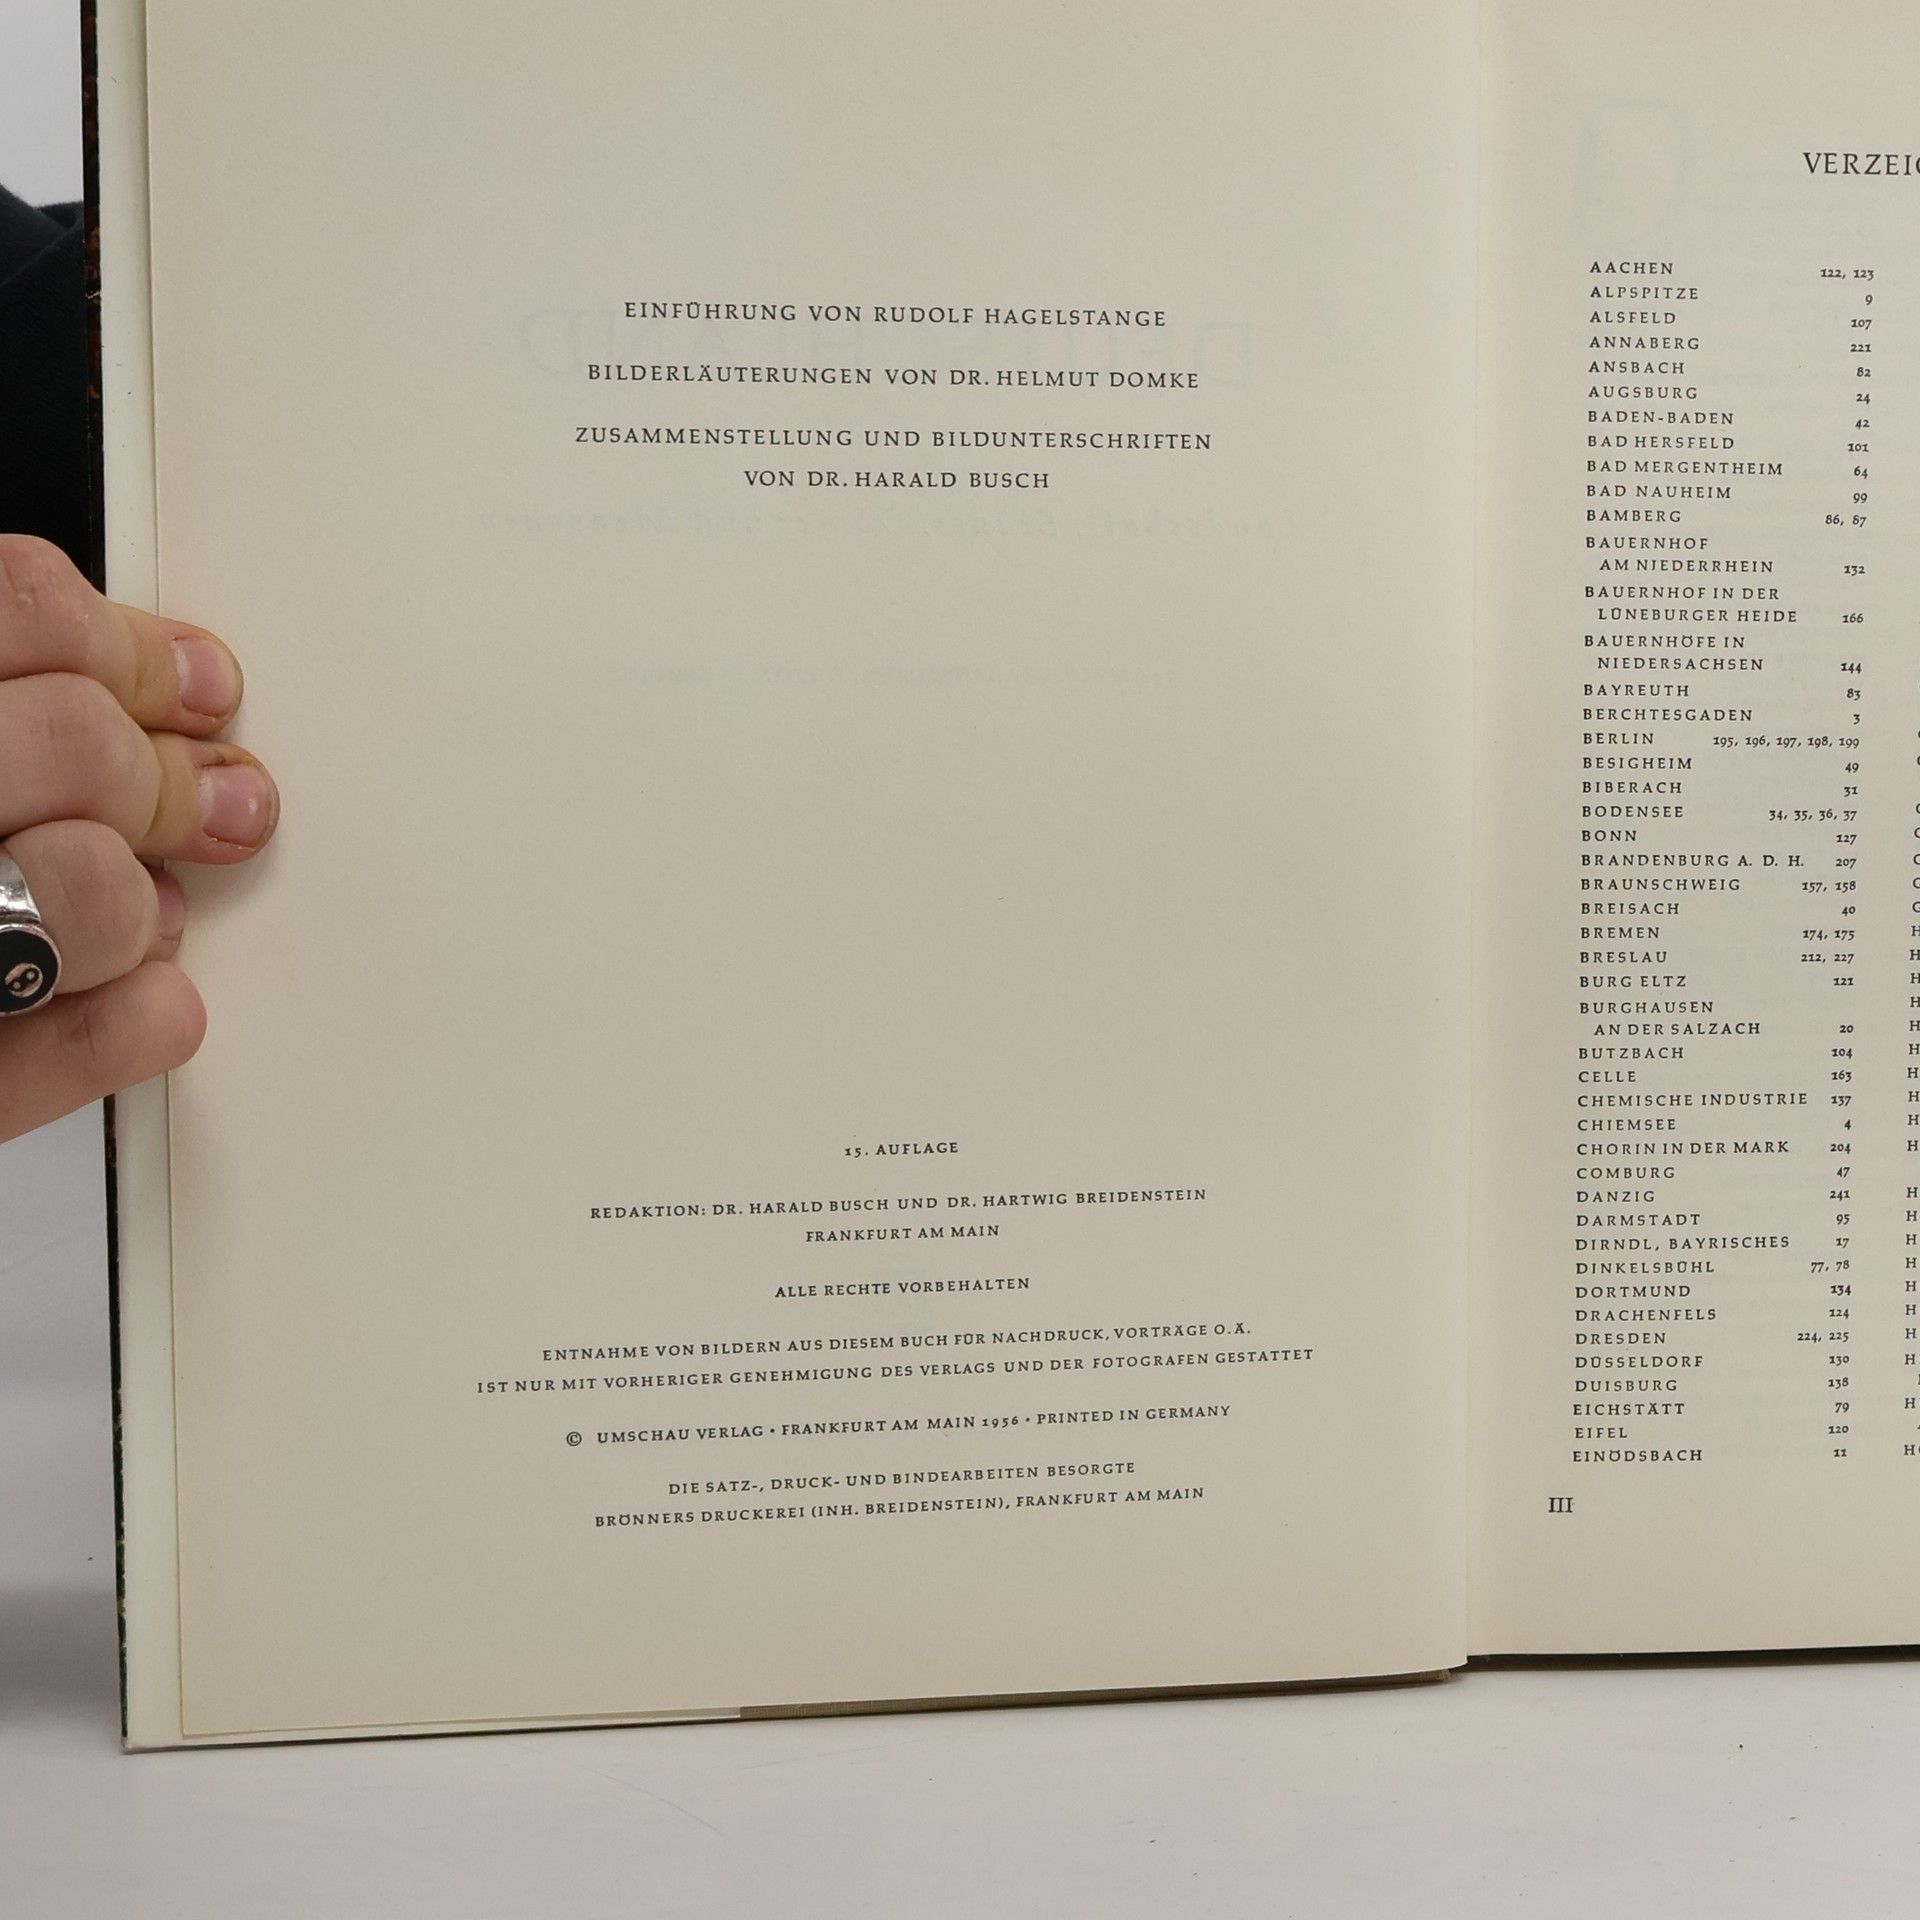 EINFÜHRUNG VON RUDOLF HAGELSTANGE
BILDERLÄUTERUNGEN VON DR. HELMUT DOMKE
ZUSAMMENSTELLUNG UND BILDUNTERSCHRIFTEN
VON DR. HARALD BUSCH
15. AUFLAGE
REDAKTION: DR. HARALD BUSCH UND DR. HARTWIG BREIDENSTEIN
FRANKFURT AM MAIN
ALLE RECHTE VORBEHALTEN
ENTNAHME VON BILDERN AUS DIESEM BUCH FÜR NACHDRUCK, VORTRÄGE O.Ä.
IST NUR MIT VORHERIGER GENEHMIGUNG DES VERLAGS UND DER FOTOGRAFEN GESTATTET
© UMSCHAU VERLAG • FRANKFURT AM MAIN 1956 • PRINTED IN GERMANY
DIE SATZ-, DRUCK- UND BINDEARBEITEN BESORGTE
BRÖNNERS DRUCKEREI (INH. BREIDENSTEIN), FRANKFURT AM MAIN
VERZEIC
AACHEN 122, 123
ALPSPITZE 9
ALSFELD 107
ANNABERG 221
ANSBACH 82
AUGSBURG 24
BADEN-BADEN 42
BAD HERSFELD 101
BAD MERGENTHEIM 64
BAD NAUHEIM 99
BAMBERG 86, 87
BAUERNHOF
AM NIEDERRHEIN 132
BAUERNHOF IN DER
LÜNEBURGER HEIDE 166
BAUERNHÖFE IN
NIEDERSACHSEN 144
BAYREUTH 83
BERCHTESGADEN 3
BERLIN 195, 196, 197, 198, 199
BESIGHEIM 49
BIBERACH 31
BODENSEE 34, 35, 36, 37
BONN 127
BRANDENBURG A. D. H. 207
BRAUNSCHWEIG 157, 158
BREISACH 40
BREMEN 174, 175
BRESLAU 212, 227
BURG ELTZ 121
BURGHAUSEN
AN DER SALZACH 20
BUTZBACH 104
CELLE 163
CHEMISCHE INDUSTRIE 137
CHIEMSEE 4
CHORIN IN DER MARK 204
COMBURG 47
DANZIG 241
DARMSTADT 95
DIRNDL, BAYRISCHES 17
DINKELSBÜHL 77, 78
DORTMUND 134
DRACHENFELS 124
DRESDEN 224, 225
DÜSSELDORF 130
DUISBURG 138
EICHSTÄTT 79
EIFEL 120
EINÖDSBACH 11
III